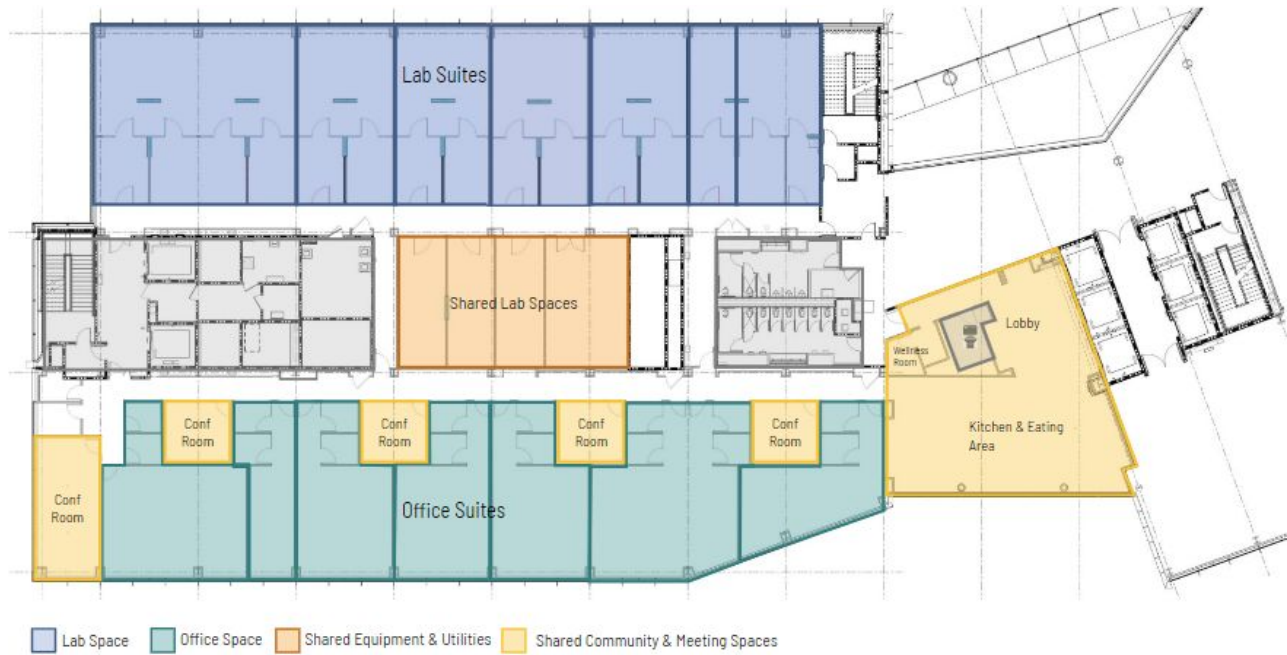 Lab Suites
Shared Lab Spaces
Lobby
Wellness
Room
Kitchen & Eating
Area
Conf
Room
Conf
Room
Conf
Room
Conf
Room
Conf
Room
Office Suites
Lab Space
Office Space
Shared Equipment & Utilities
Shared Community & Meeting Spaces